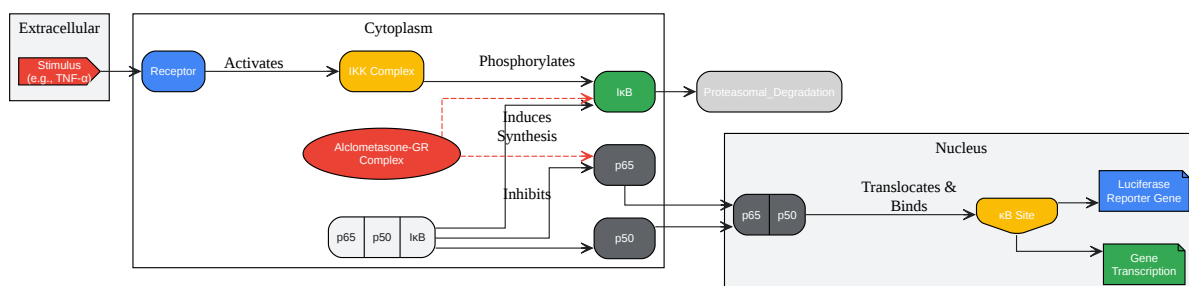 Extracellular
Stimulus
(e.g., TNF-α)
Cytoplasm
Receptor
Activates
IKK Complex
Phosphorylates
IκB
Proteasomal_Degradation
Induces
Synthesis
Alclometasone-GR
Complex
p65
Inhibits
p65
p50
IκB
p50
Nucleus
p65
p50
Translocates &
Binds
κB Site
Luciferase
Reporter Gene
Gene
Transcription